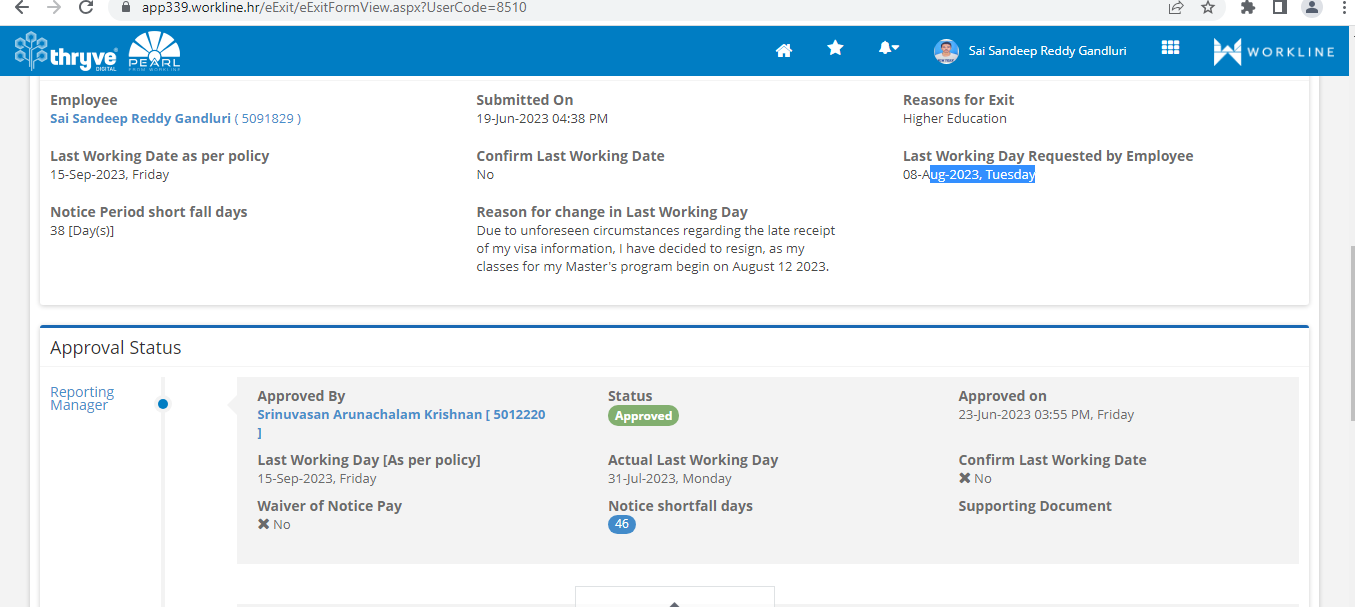 app339.workline.hr/eExit/eExitFormView.aspx?UserCode=8510
thryve DIGITAL PEARL FROM WORKLINE Sai Sandeep Reddy Gandluri WORKLINE
Employee Submitted On Reasons for Exit
Sai Sandeep Reddy Gandluri ( 5091829 ) 19-Jun-2023 04:38 PM Higher Education
Last Working Date as per policy Confirm Last Working Date Last Working Day Requested by Employee
15-Sep-2023, Friday No 08-Aug-2023, Tuesday
Notice Period short fall days Reason for change in Last Working Day
38 [Day(s)] Due to unforeseen circumstances regarding the late receipt
of my visa information, I have decided to resign, as my
classes for my Master's program begin on August 12 2023.
Approval Status
Reporting
Manager
Approved By Status Approved on
Srinuvasan Arunachalam Krishnan [ 5012220 Approved 23-Jun-2023 03:55 PM, Friday
]
Last Working Day [As per policy] Actual Last Working Day Confirm Last Working Date
15-Sep-2023, Friday 31-Jul-2023, Monday No
Waiver of Notice Pay Notice shortfall days Supporting Document
No 46